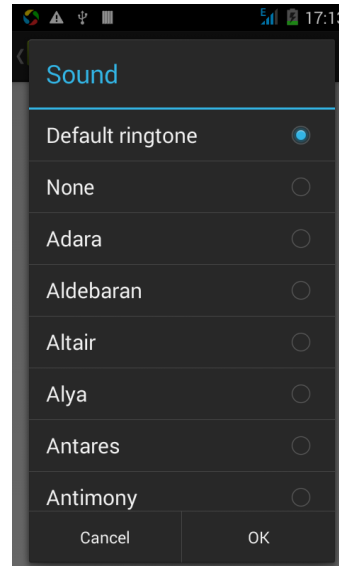 E 17:13
Sound
Default ringtone
None
Adara
Aldebaran
Altair
Alya
Antares
Antimony
Cancel OK